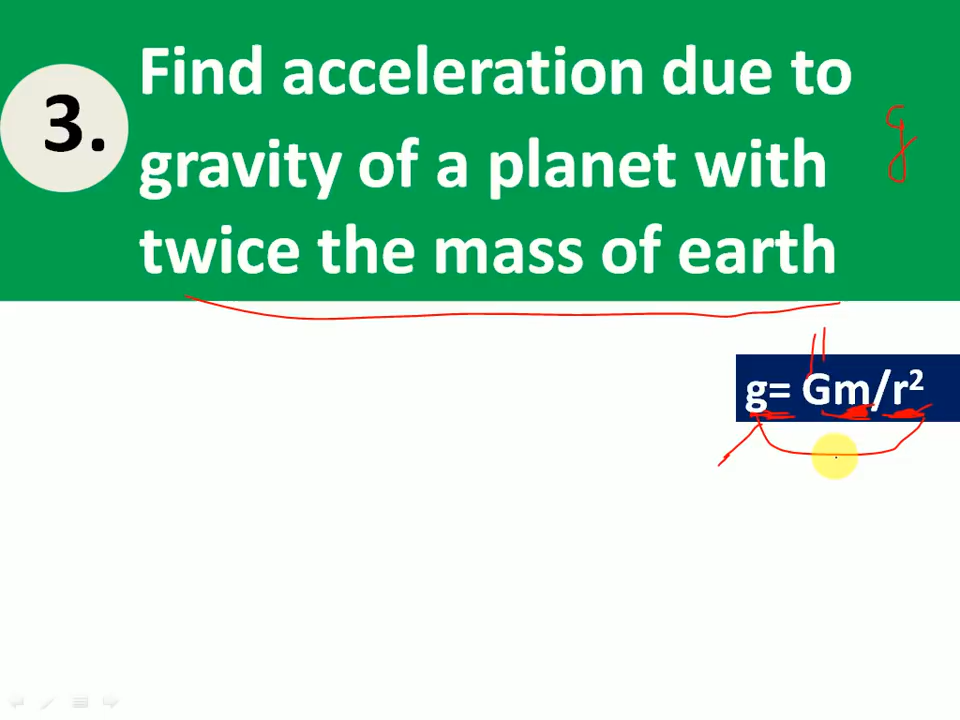 3.
Find acceleration due to
gravity of a planet with
twice the mass of earth
g
g= Gm/r²